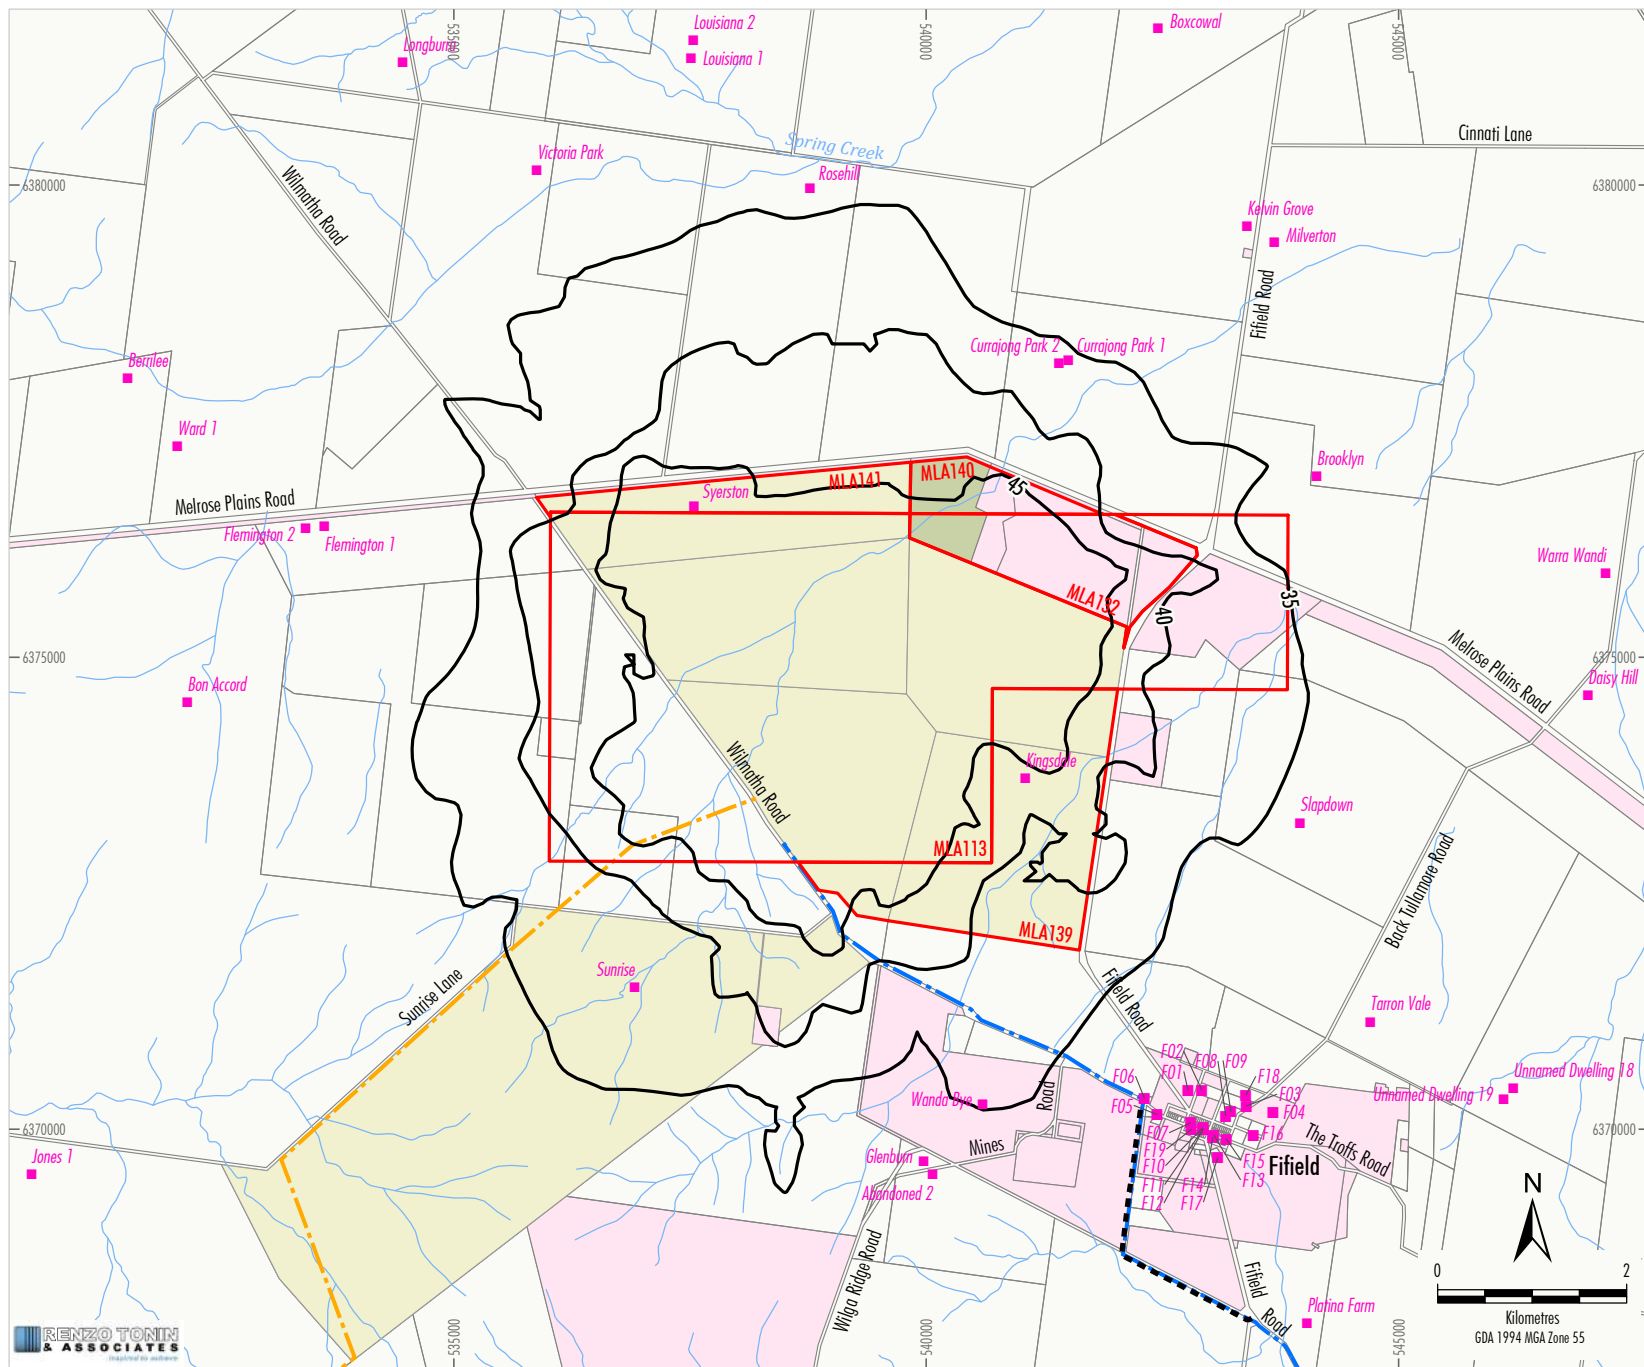 Louisiana 2
Boxcowal
Longburn
535000
540000
545000
Louisiana 1
Cinnati Lane
Spring Creek
Victoria Park
Rosehill
6380000
6380000
Wilmatha Road
Kelvin Grove
Milverton
Fifield Road
Currajong Park 2
Currajong Park 1
Bernlee
Ward 1
Brooklyn
MLA140
MLA141
45
Syerston
Melrose Plains Road
Flemington 2
Flemington 1
Warra Wandi
MLA132
35
40
6375000
6375000
Melrose Plains Road
Bon Accord
Daisy Hill
Wilmatha Road
Kingsdale
Slapdown
MLA113
Back Tullamore Road
MLA139
Sunrise
Sunrise Lane
Fifield Road
Tarron Vale
F02
F01
F08
F09
F06
F18
Unnamed Dwelling 18
Road
Wanda Bye
F05
F03
Unnamed Dwelling 19
F04
6370000
6370000
F07
F16
The Troffs Road
Mines
F19
Jones 1
Glenburn
F10
F15
Fifield
Abandoned 2
F11
F14
F13
F12
F17
N
Wilga Ridge Road
Fifield Road
0
2
Platina Farm
Kilometres
GDA 1994 MGA Zone 55
RENZO TONIN
& ASSOCIATES
inspired to achieve
535000
540000
545000